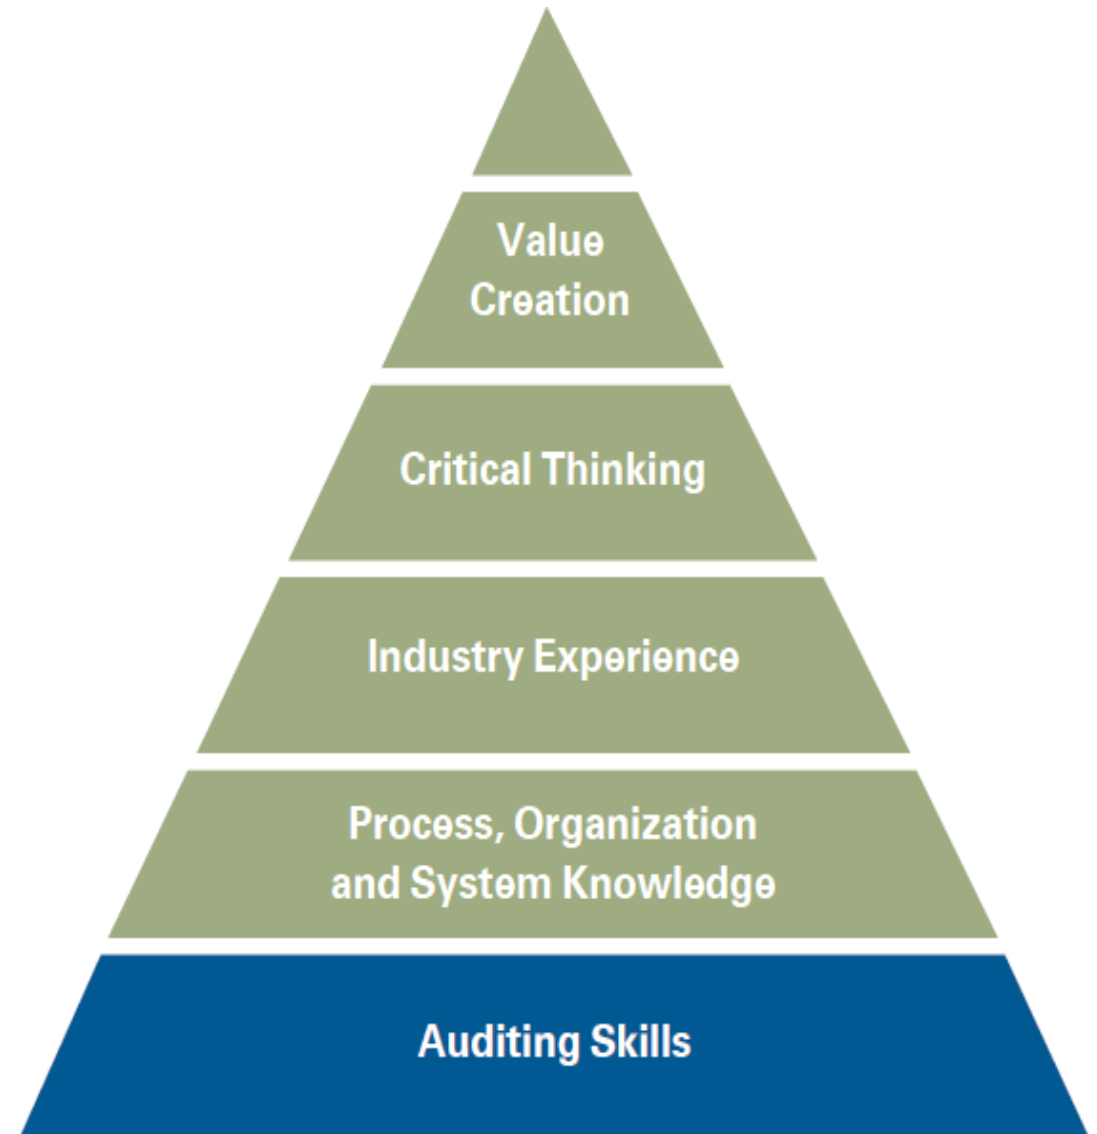 Value
Creation
Critical Thinking
Industry Experience
Process, Organization
and System Knowledge
Auditing Skills